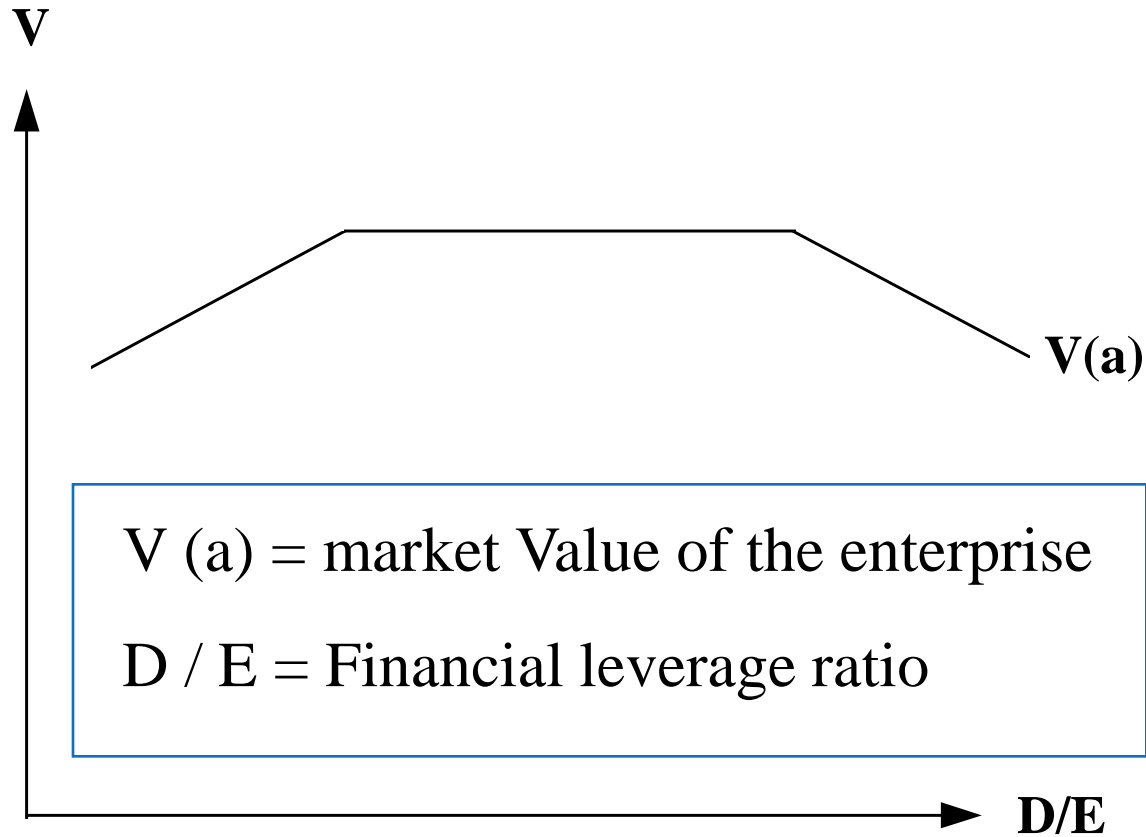 V
V(a)
V (a) = market Value of the enterprise
D / E = Financial leverage ratio
D/E